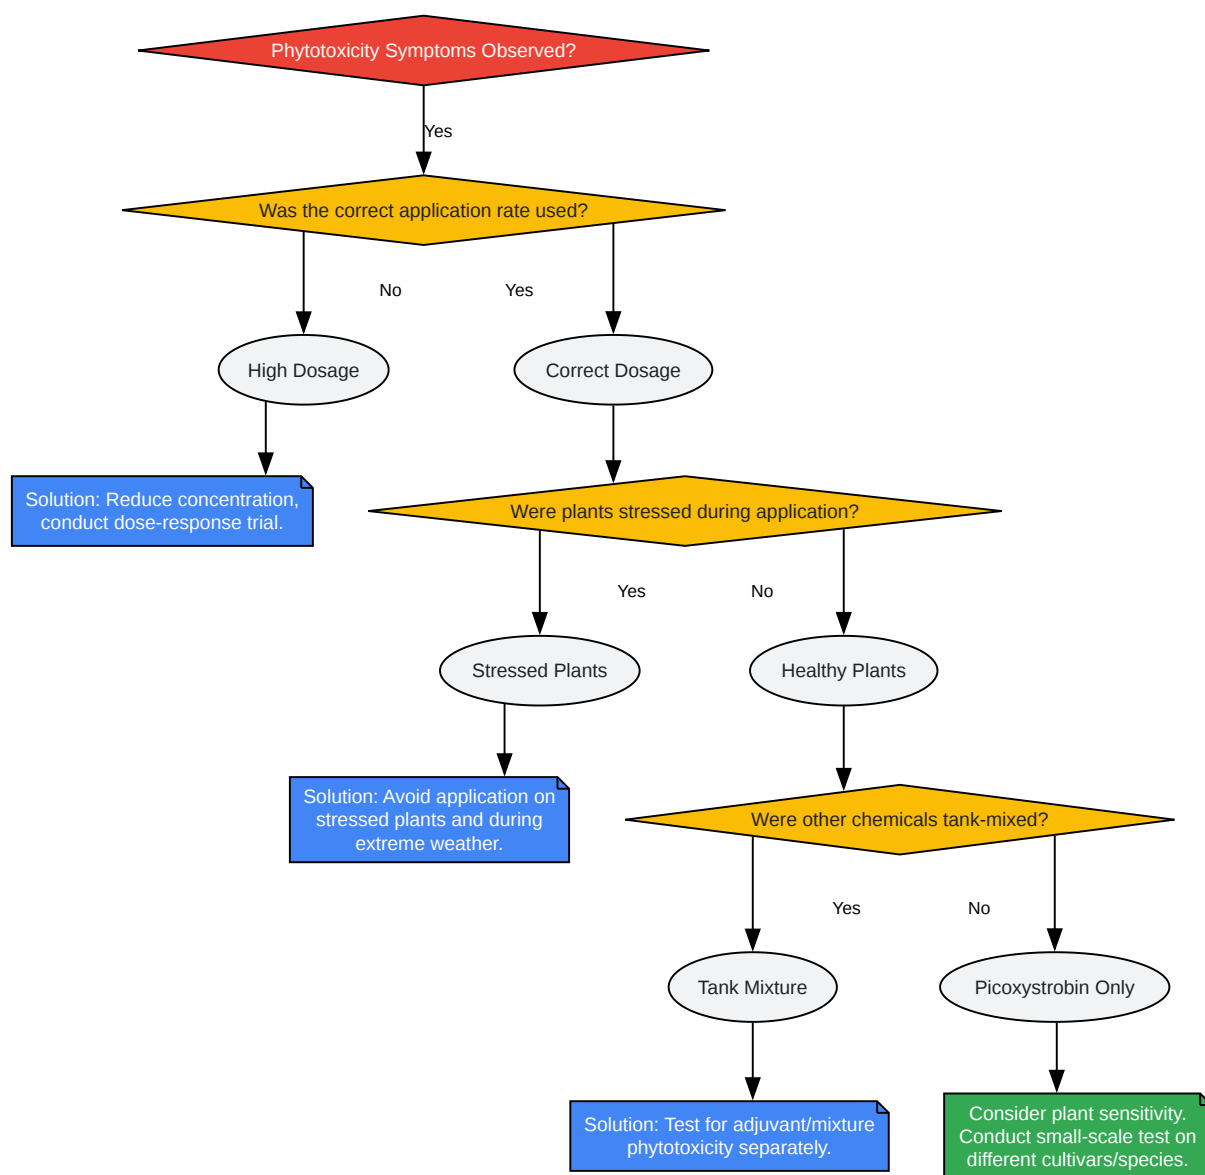 Phytotoxicity Symptoms Observed?
Yes
Was the correct application rate used?
No
Yes
High Dosage
Correct Dosage
Solution: Reduce concentration,
conduct dose-response trial.
Were plants stressed during application?
Yes
No
Stressed Plants
Healthy Plants
Solution: Avoid application on
stressed plants and during
extreme weather.
Were other chemicals tank-mixed?
Yes
No
Tank Mixture
Picoxystrobin Only
Solution: Test for adjuvant/mixture
phytotoxicity separately.
Consider plant sensitivity.
Conduct small-scale test on
different cultivars/species.